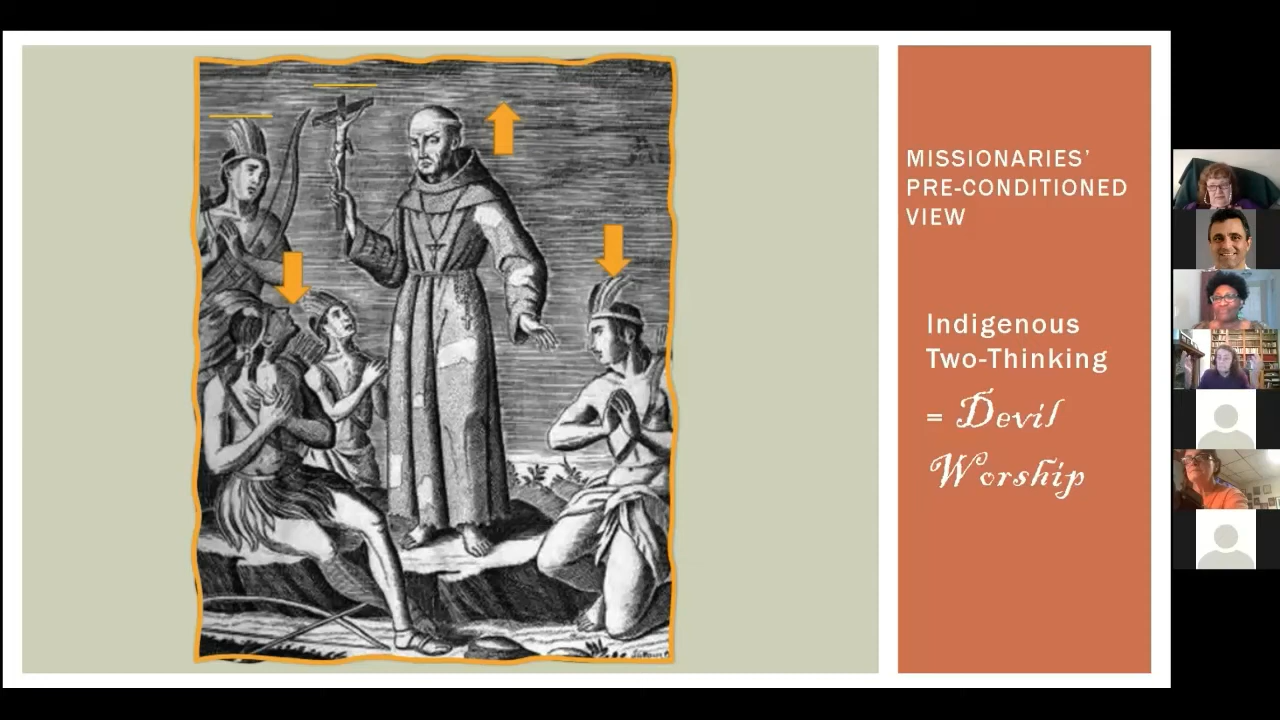 MISSIONARIES'
PRE-CONDITIONED
VIEW
Indigenous
Two-Thinking
= Devil
Worship